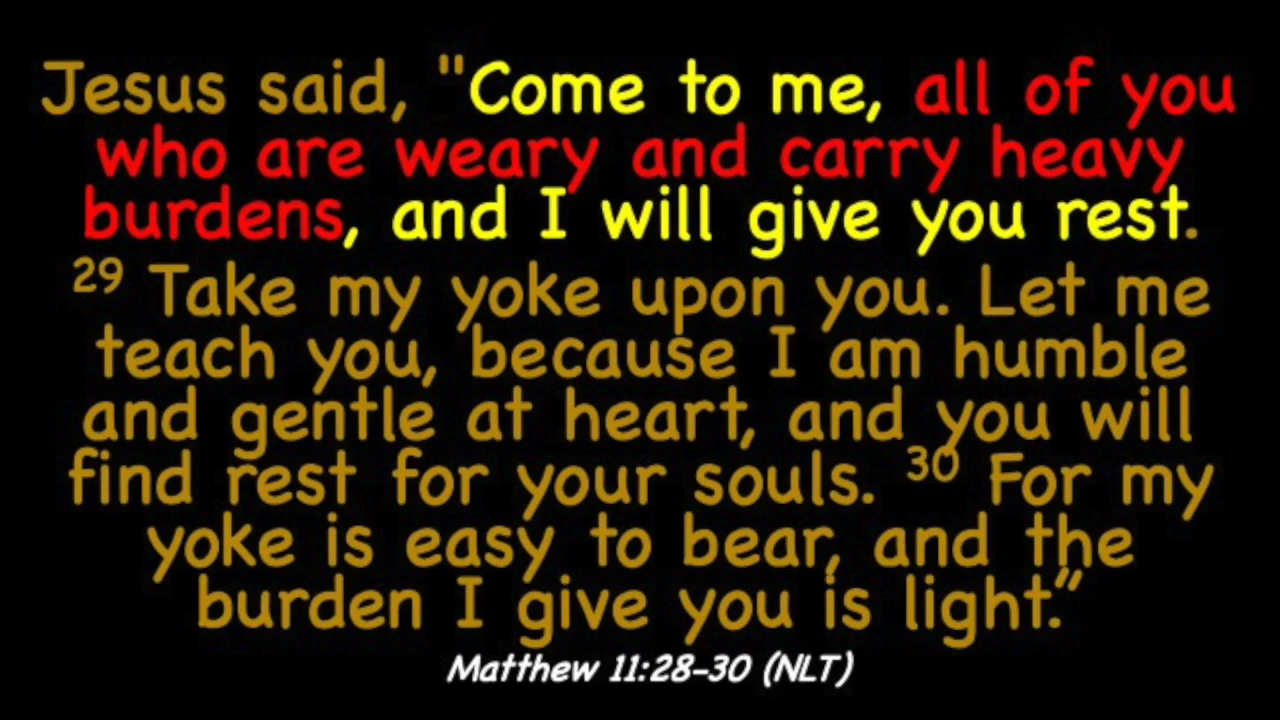 Jesus said, "Come to me, all of you
who are weary and carry heavy
burdens, and I will give you rest.
29 Take my yoke upon you. Let me
teach you, because I am humble
and gentle at heart, and you will
find rest for your souls. 30 For my
yoke is easy to bear, and the
burden I give you is light.”
Matthew 11:28-30 (NLT)